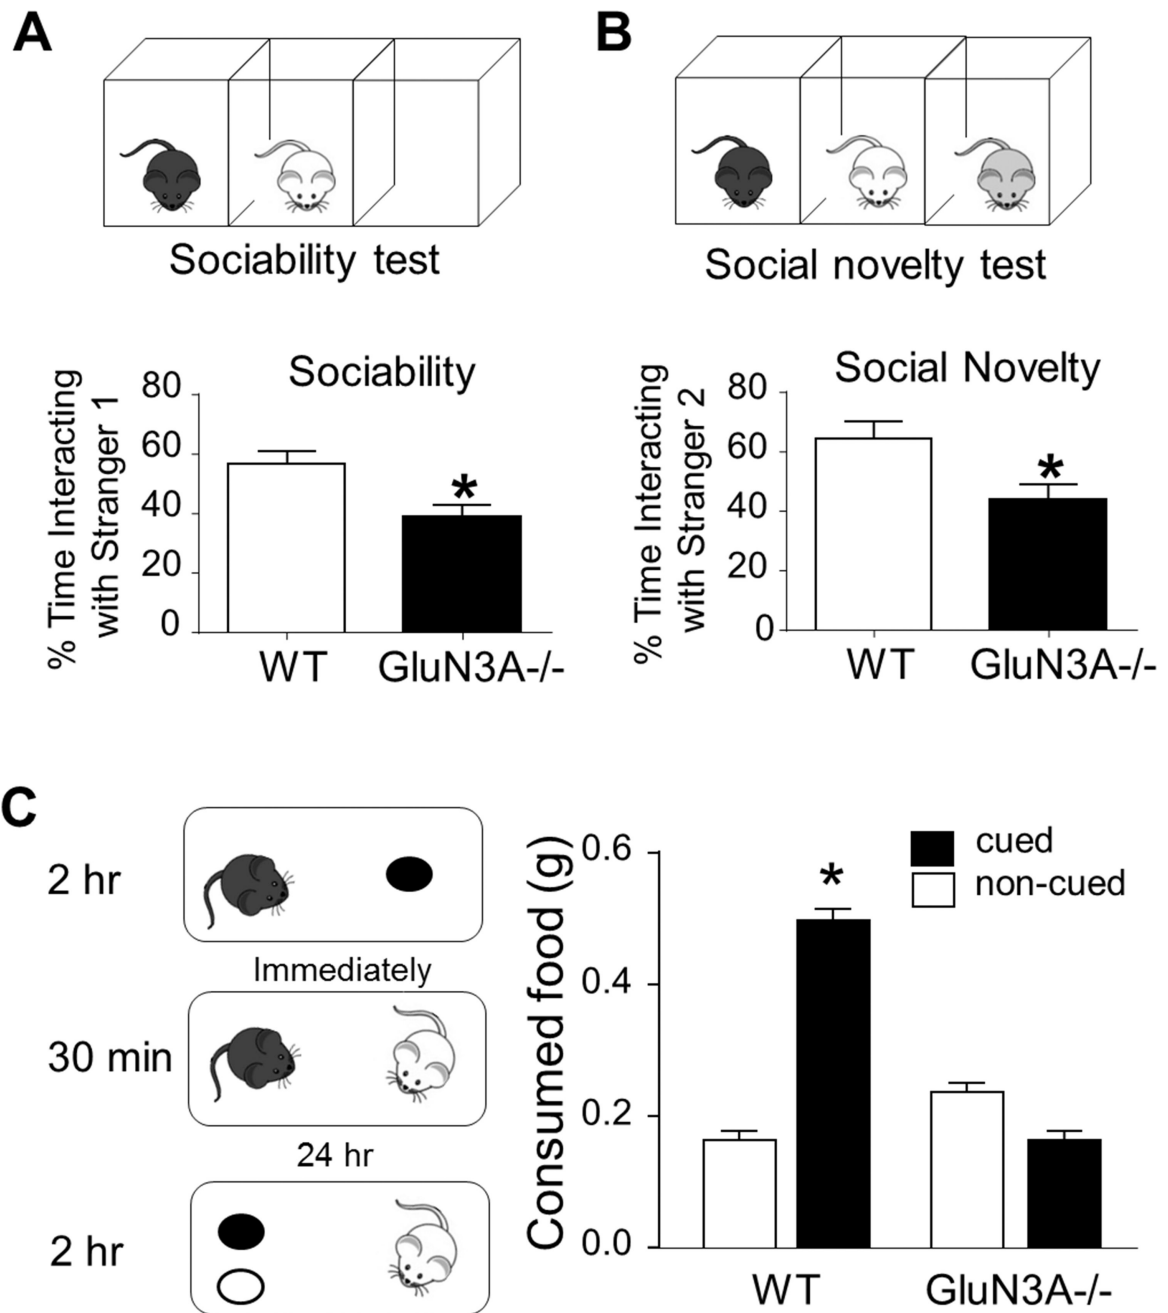 A
B
Sociability test
Social novelty test
Sociability
% Time Interacting
with Stranger 1
80
60
40
20
0
WT
GluN3A-/-
*
Social Novelty
% Time Interacting
with Stranger 2
80
60
40
20
0
WT
GluN3A-/-
*
C
2 hr
Immediately
30 min
24 hr
2 hr
Consumed food (g)
0.6
0.4
0.2
0.0
cued
non-cued
*
WT
GluN3A-/-